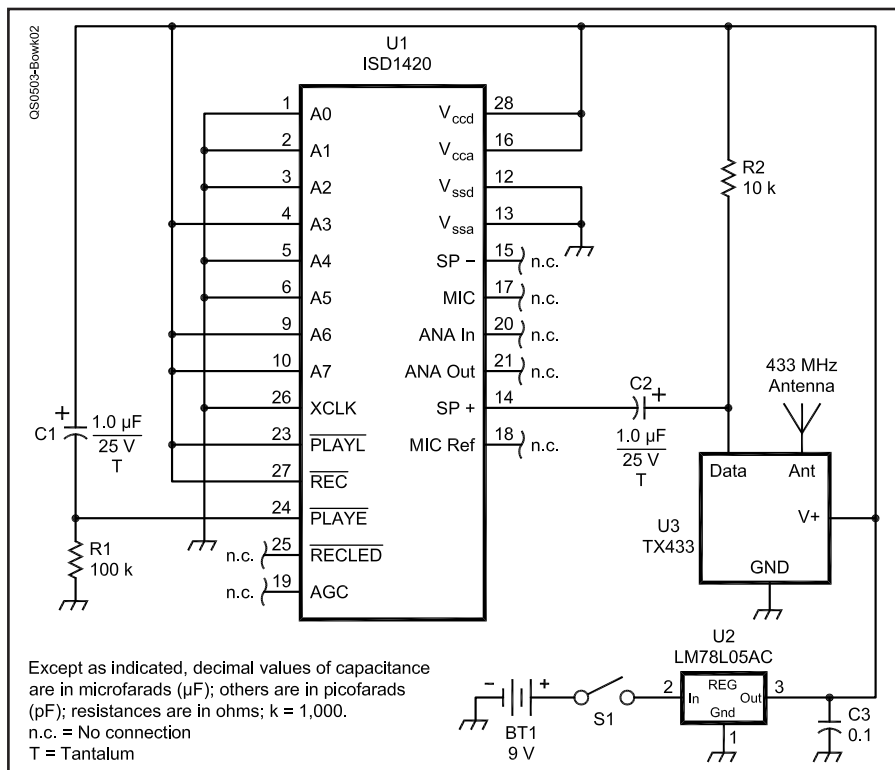 QS0503-Bowk02
U1
ISD1420
1 A0
2 A1
3 A2
4 A3
5 A4
6 A5
9 A6
10 A7
26 XCLK
23 PLAYL
27 REC
24 PLAYE
n.c. 25 RECLED
n.c. 19 AGC
Vccd 28
Vcca 16
Vssd 12
Vssa 13
SP – 15 n.c.
MIC 17 n.c.
ANA In 20 n.c.
ANA Out 21 n.c.
SP + 14
MIC Ref 18 n.c.
C1
+
1.0 µF
25 V
T
R1
100 k
C2
+
1.0 µF
25 V
T
R2
10 k
433 MHz
Antenna
Data Ant
V+
GND
U3
TX433
U2
LM78L05AC
2 In REG Out 3
Gnd
1
C3
0.1
- +
BT1
9 V
S1
Except as indicated, decimal values of capacitance
are in microfarads (µF); others are in picofarads
(pF); resistances are in ohms; k = 1,000.
n.c. = No connection
T = Tantalum